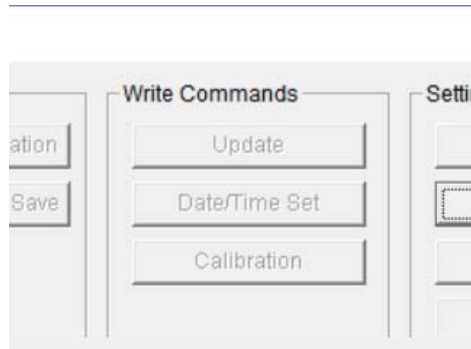 Write Commands
Setti
ation
Update
Save
Date/Time Set
Calibration